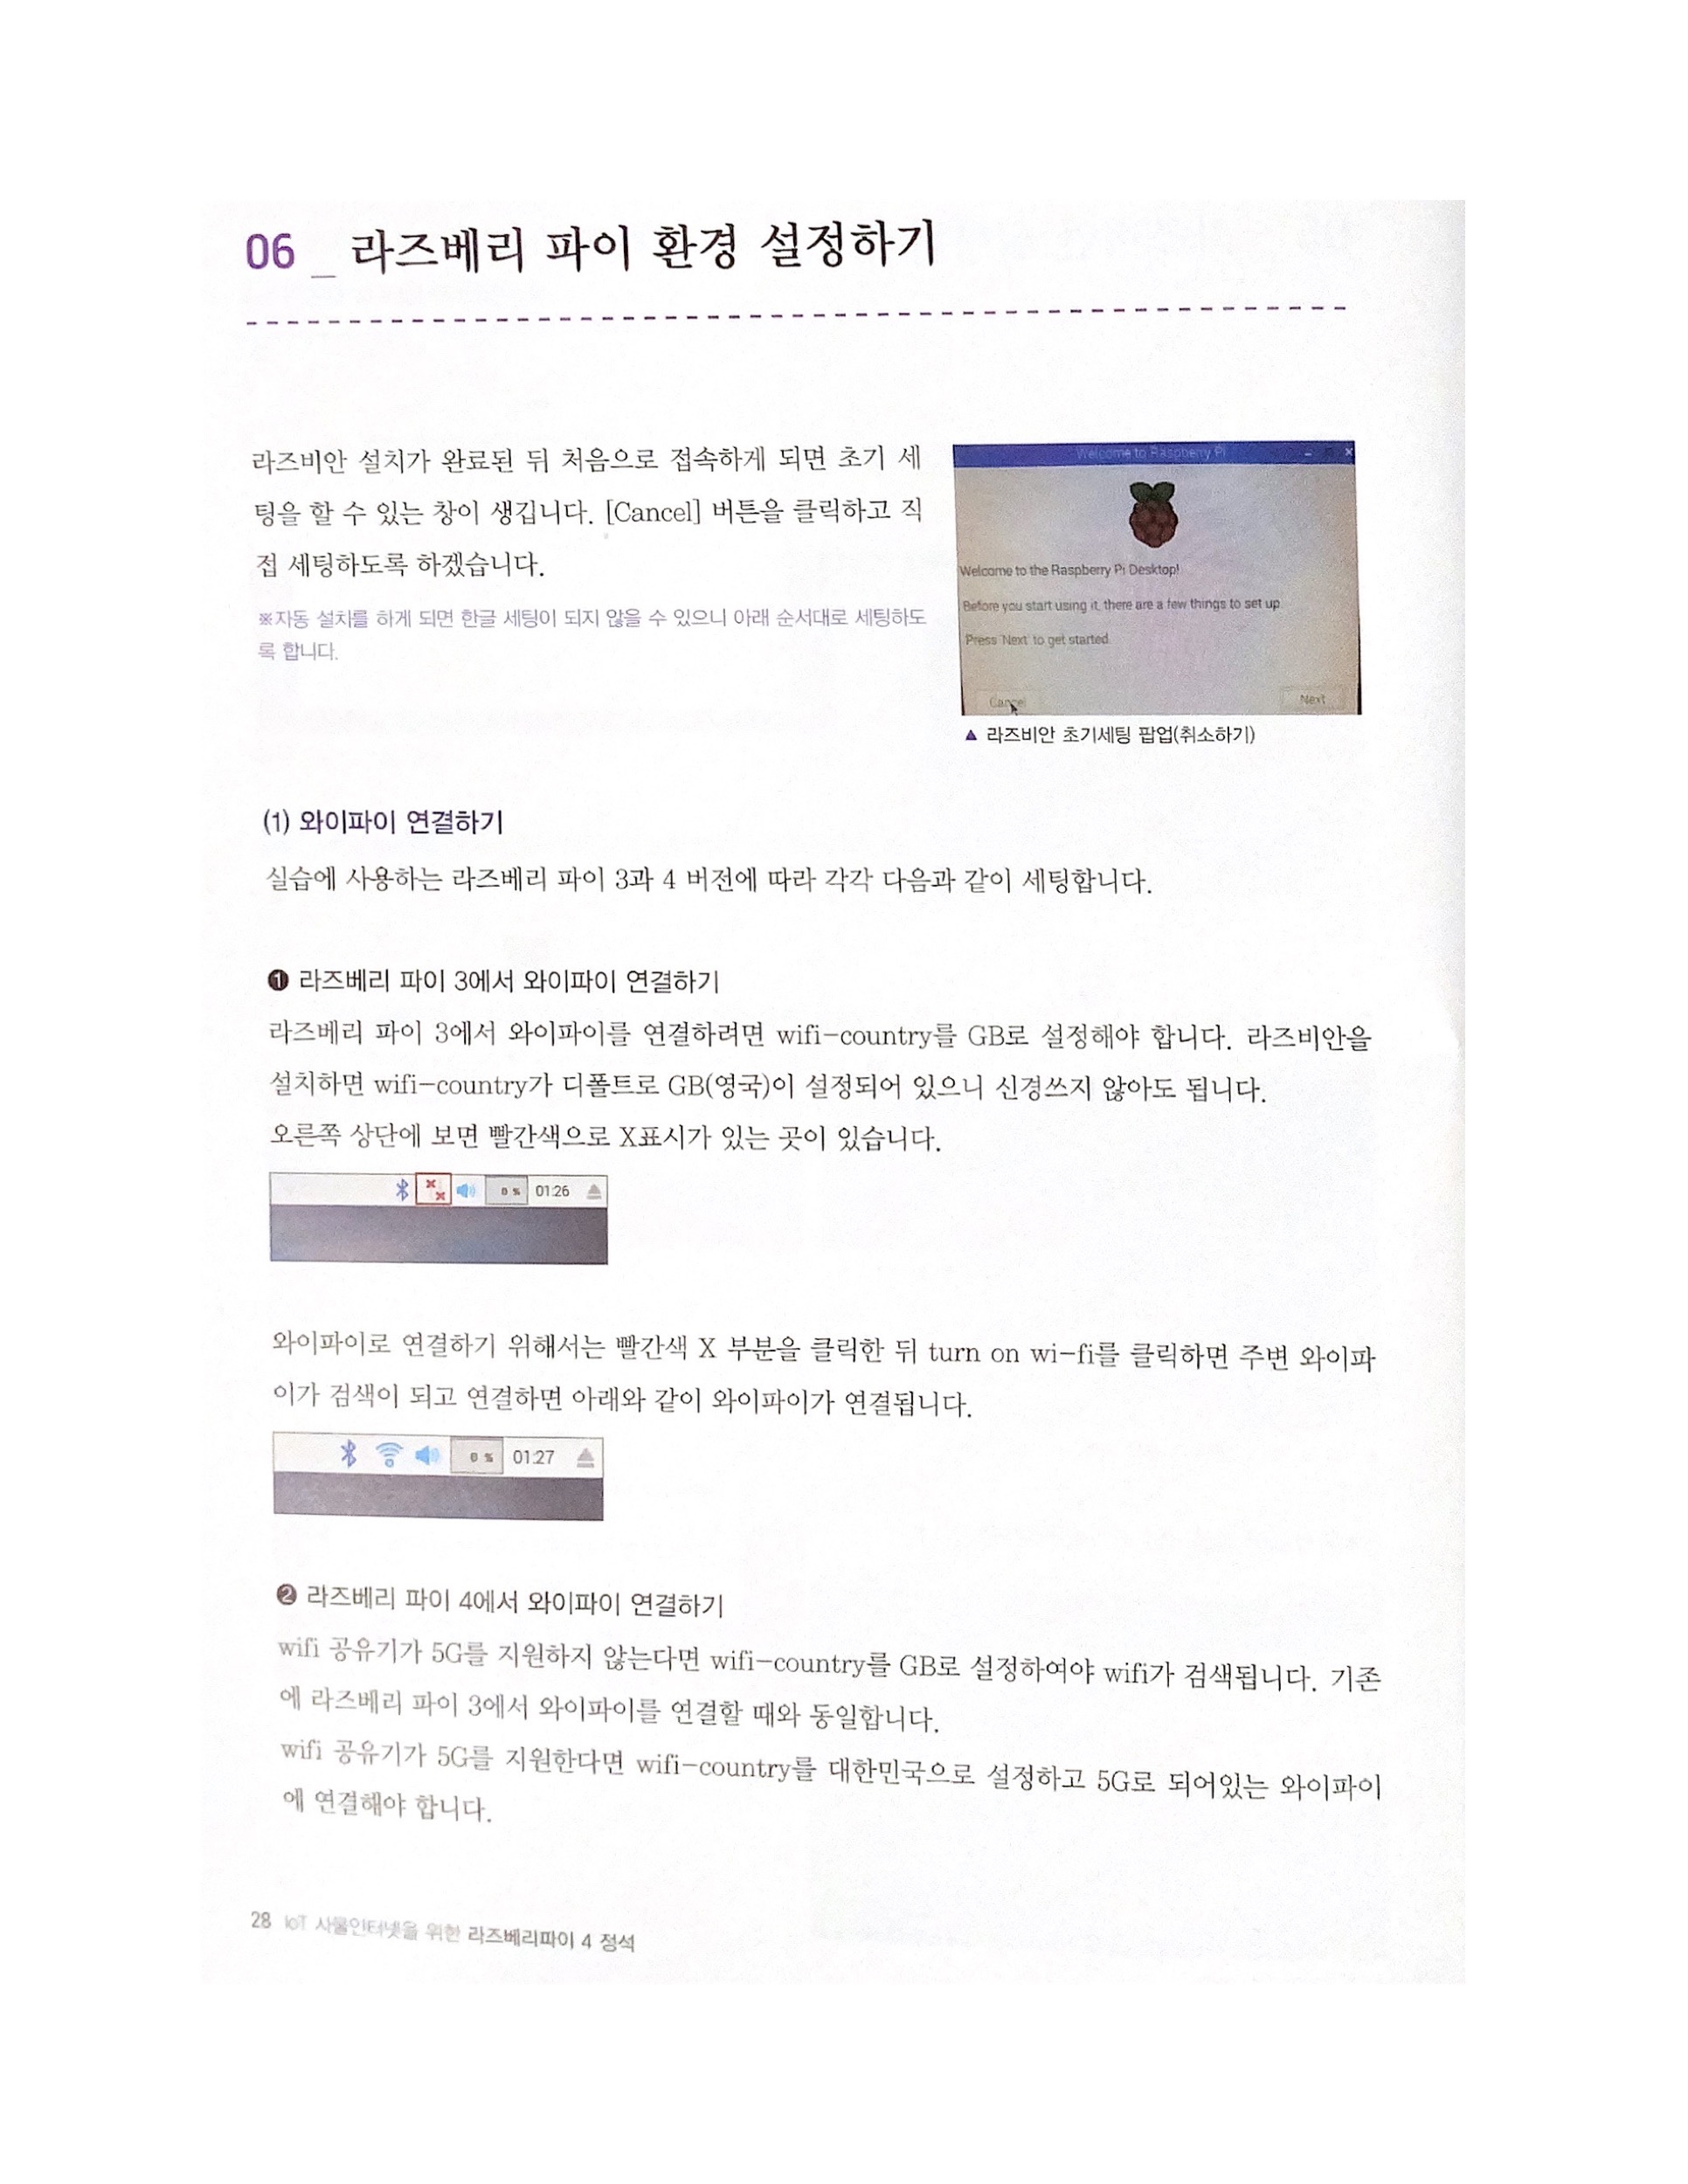 06 _ 라즈베리 파이 환경 설정하기
라즈비안 설치가 완료된 뒤 처음으로 접속하게 되면 초기 세
팅을 할 수 있는 창이 생깁니다. [Cancel] 버튼을 클릭하고 직
접 세팅하도록 하겠습니다.
※자동 설치를 하게 되면 한글 세팅이 되지 않을 수 있으니 아래 순서대로 세팅하도
록 합니다.
Welcome to Raspberry Pi
Welcome to the Raspberry Pi Desktop!
Before you start using it, there are a few things to set up.
Press 'Next' to get started.
Cancel
Next
▲ 라즈비안 초기세팅 팝업(취소하기)
(1) 와이파이 연결하기
실습에 사용하는 라즈베리 파이 3과 4 버전에 따라 각각 다음과 같이 세팅합니다.
❶ 라즈베리 파이 3에서 와이파이 연결하기
라즈베리 파이 3에서 와이파이를 연결하려면 wifi-country를 GB로 설정해야 합니다. 라즈비안을
설치하면 wifi-country가 디폴트로 GB(영국)이 설정되어 있으니 신경쓰지 않아도 됩니다.
오른쪽 상단에 보면 빨간색으로 X표시가 있는 곳이 있습니다.
0 % 01:26
와이파이로 연결하기 위해서는 빨간색 X 부분을 클릭한 뒤 turn on wi-fi를 클릭하면 주변 와이파
이가 검색이 되고 연결하면 아래와 같이 와이파이가 연결됩니다.
0 % 01:27
❷ 라즈베리 파이 4에서 와이파이 연결하기
wifi 공유기가 5G를 지원하지 않는다면 wifi-country를 GB로 설정하여야 wifi가 검색됩니다. 기존
에 라즈베리 파이 3에서 와이파이를 연결할 때와 동일합니다.
wifi 공유기가 5G를 지원한다면 wifi-country를 대한민국으로 설정하고 5G로 되어있는 와이파이
에 연결해야 합니다.
28 IoT 사물인터넷을 위한 라즈베리파이 4 정석